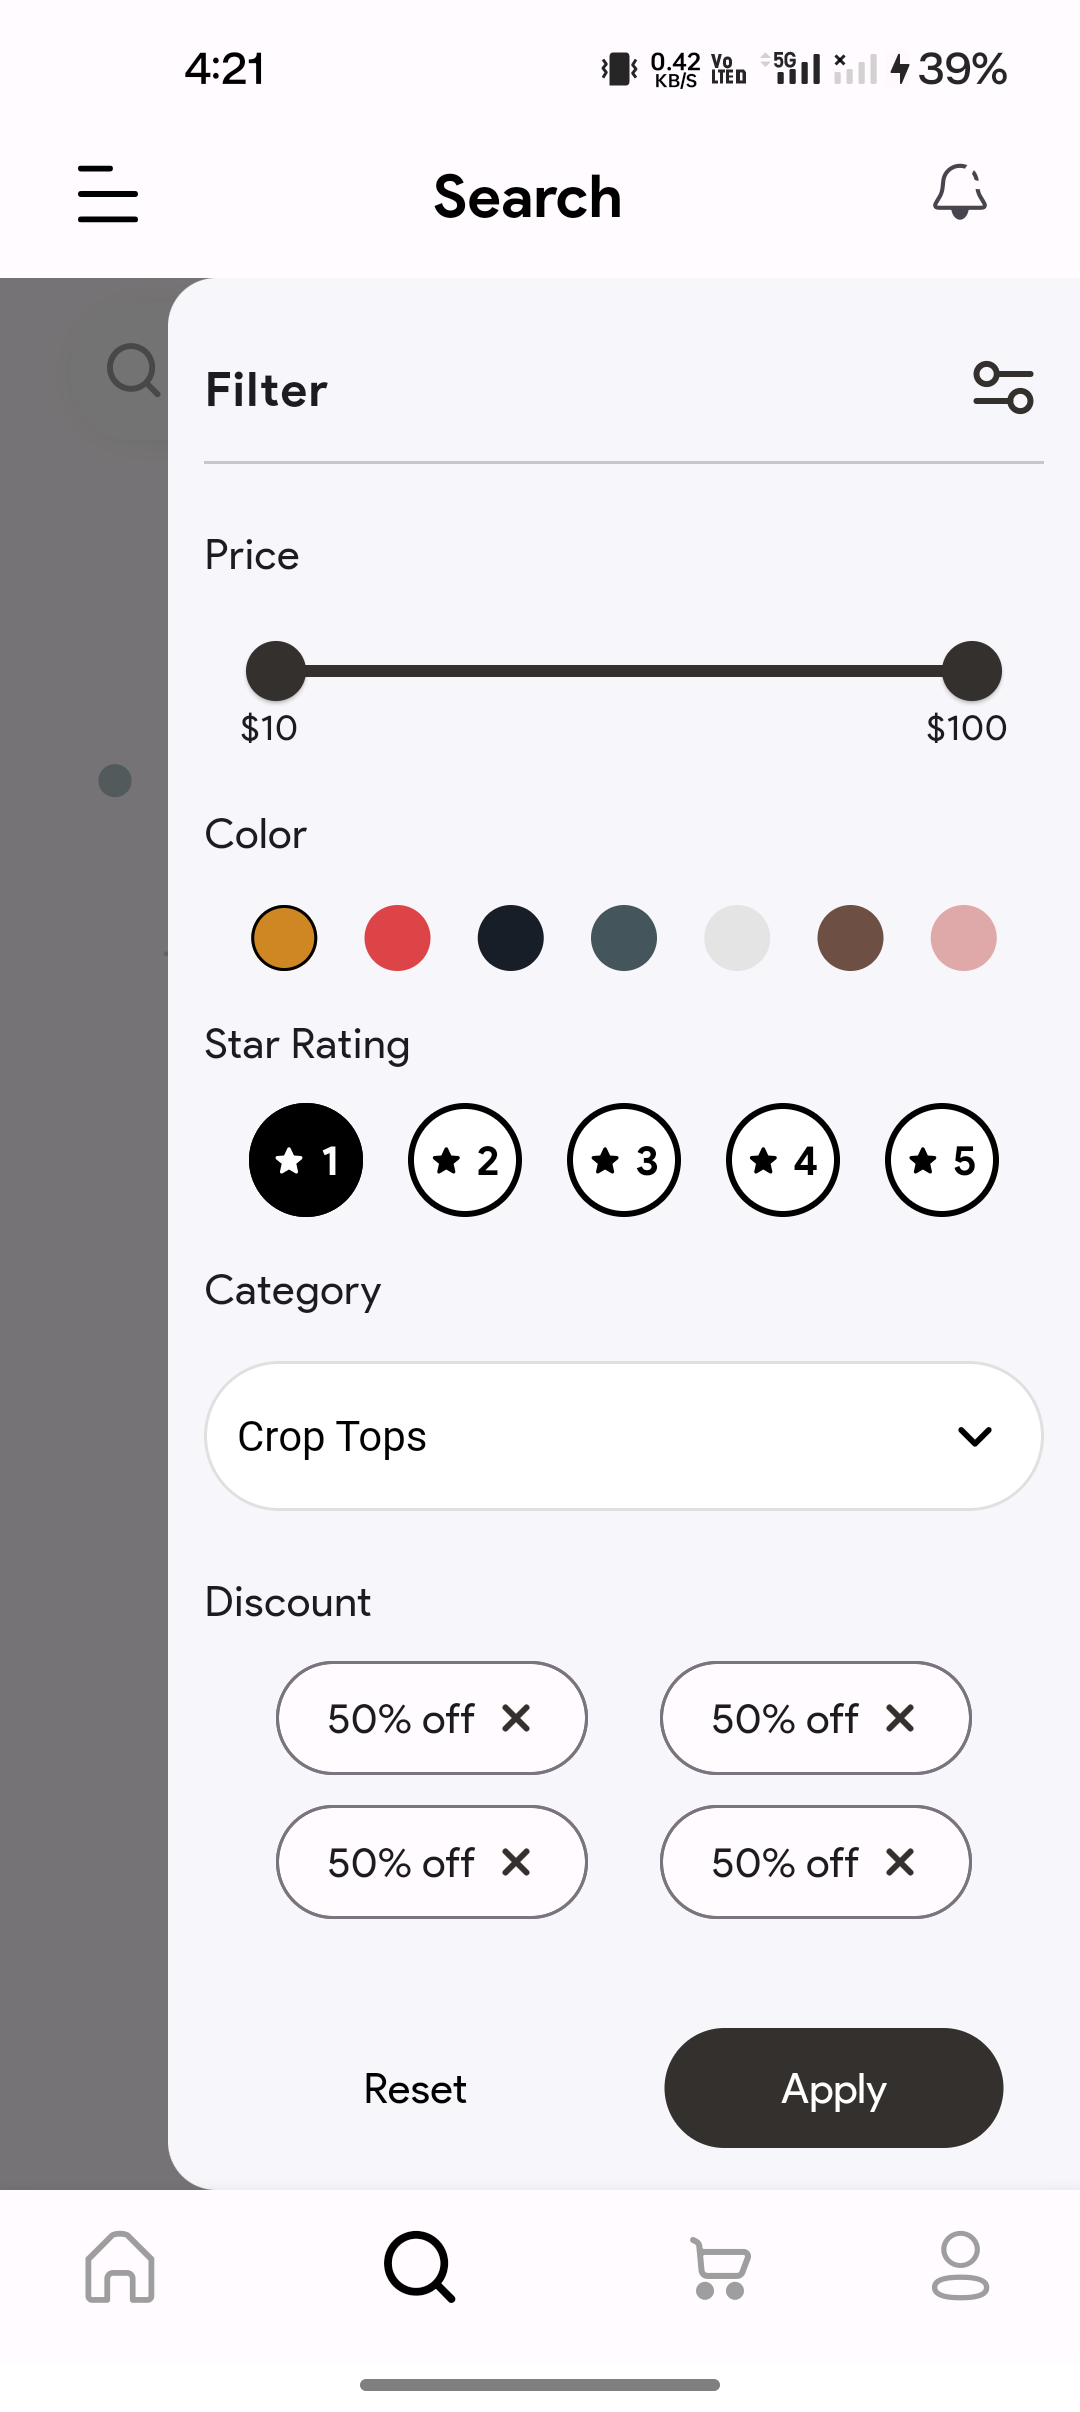 4:21
0.42 KB/S
Vo LTE D
5G
39%
Search
Filter
Price
$10 $100
Color
Star Rating
1 2 3 4 5
Category
Crop Tops
Discount
50% off 50% off
50% off 50% off
Reset Apply